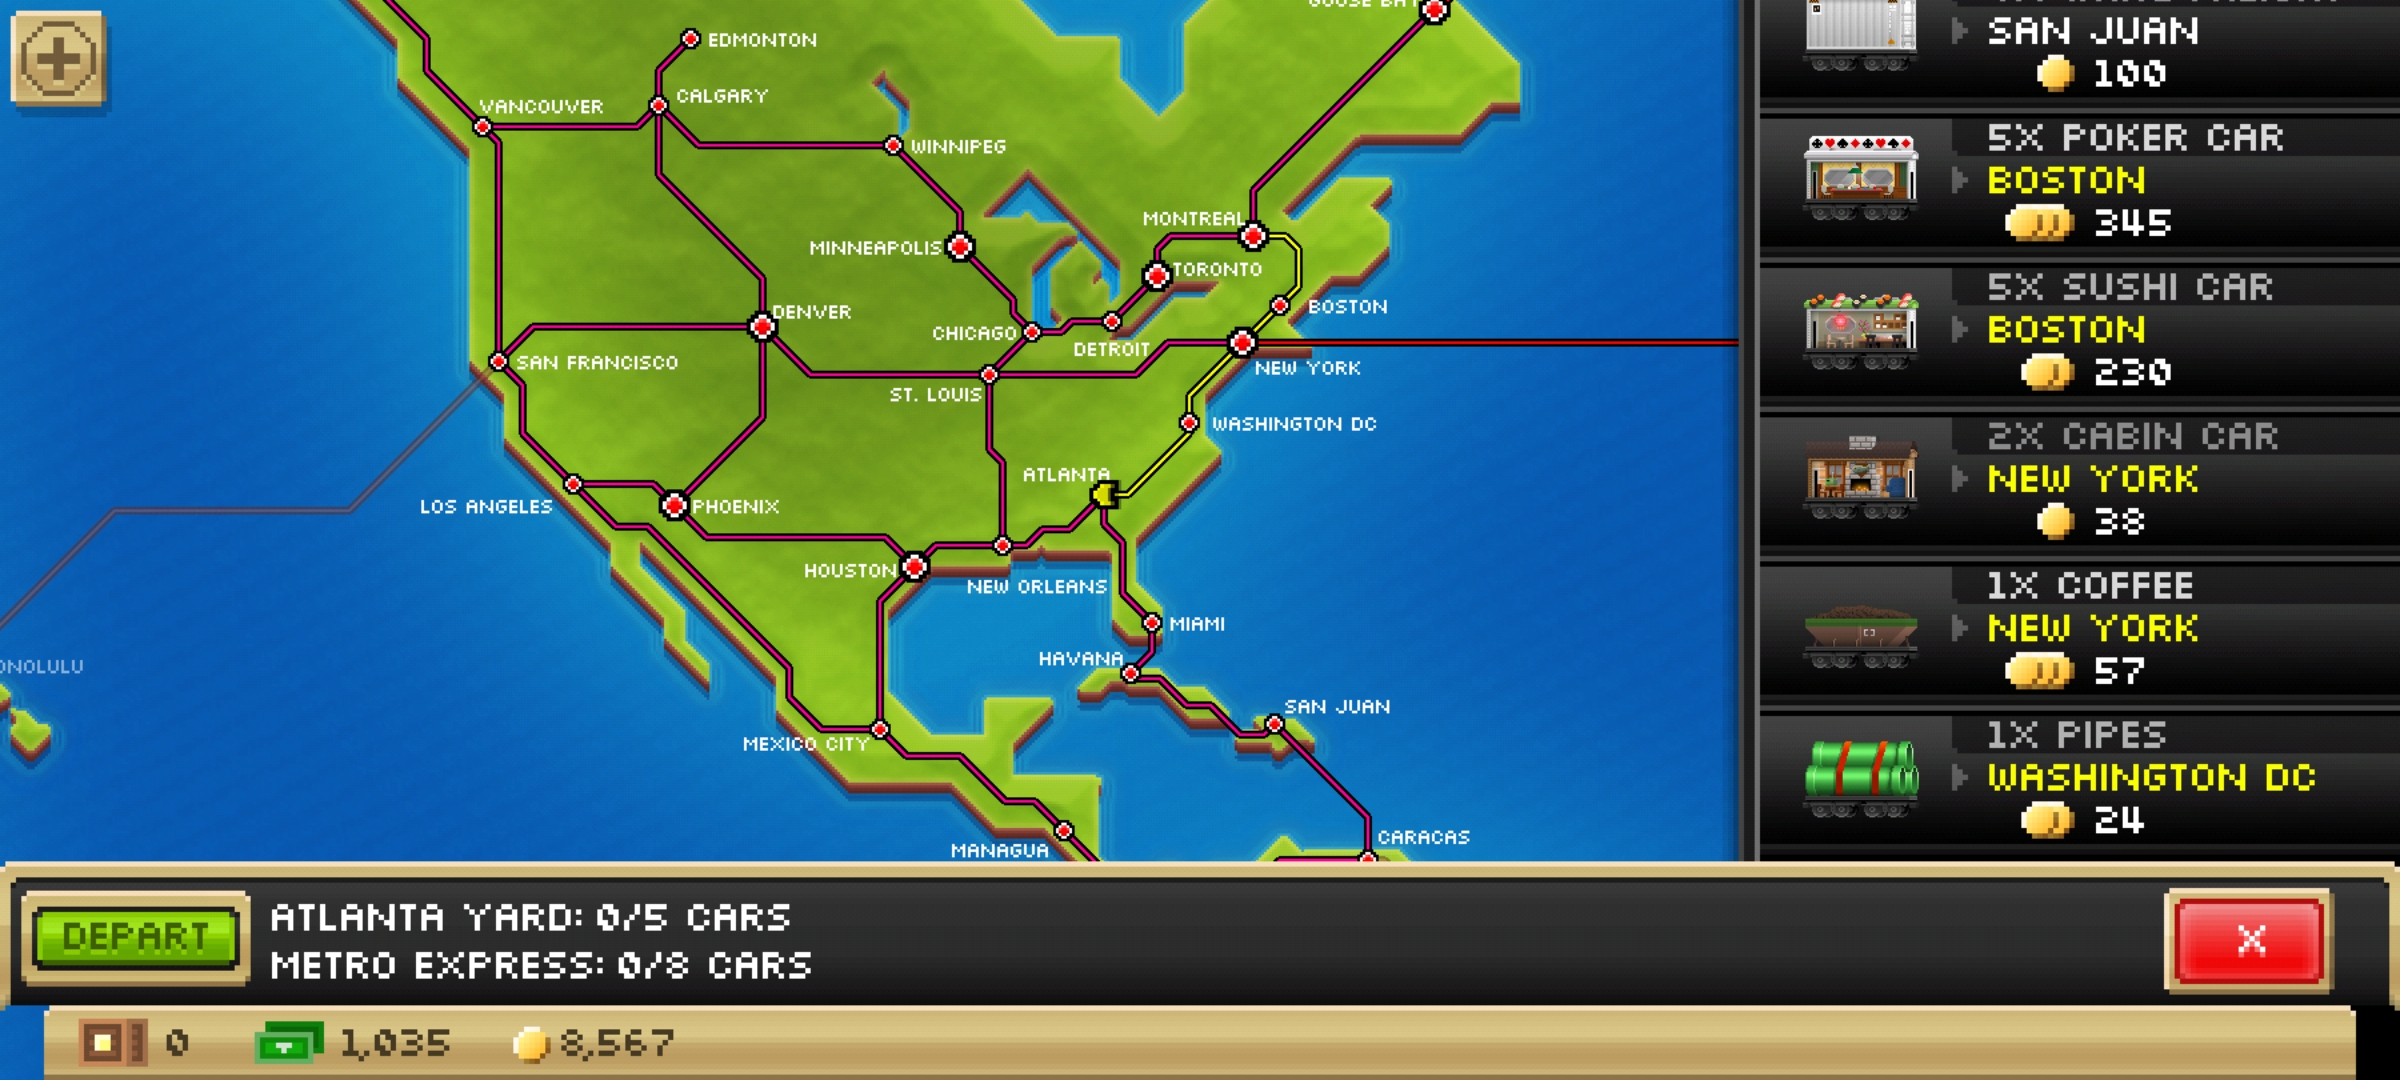 GOOSE BAY
EDMONTON
CALGARY
VANCOUVER
WINNIPEG
MONTREAL
MINNEAPOLIS
TORONTO
BOSTON
DENVER
CHICAGO
DETROIT
NEW YORK
SAN FRANCISCO
ST. LOUIS
WASHINGTON DC
ATLANTA
LOS ANGELES
PHOENIX
HOUSTON
NEW ORLEANS
MIAMI
HAVANA
ONOLULU
SAN JUAN
MEXICO CITY
CARACAS
MANAGUA
SAN JUAN
100
5X POKER CAR
BOSTON
345
5X SUSHI CAR
BOSTON
230
2X CABIN CAR
NEW YORK
38
1X COFFEE
NEW YORK
57
1X PIPES
WASHINGTON DC
24
DEPART
ATLANTA YARD: 0/5 CARS
METRO EXPRESS: 0/8 CARS
X
0
1,035
8,567